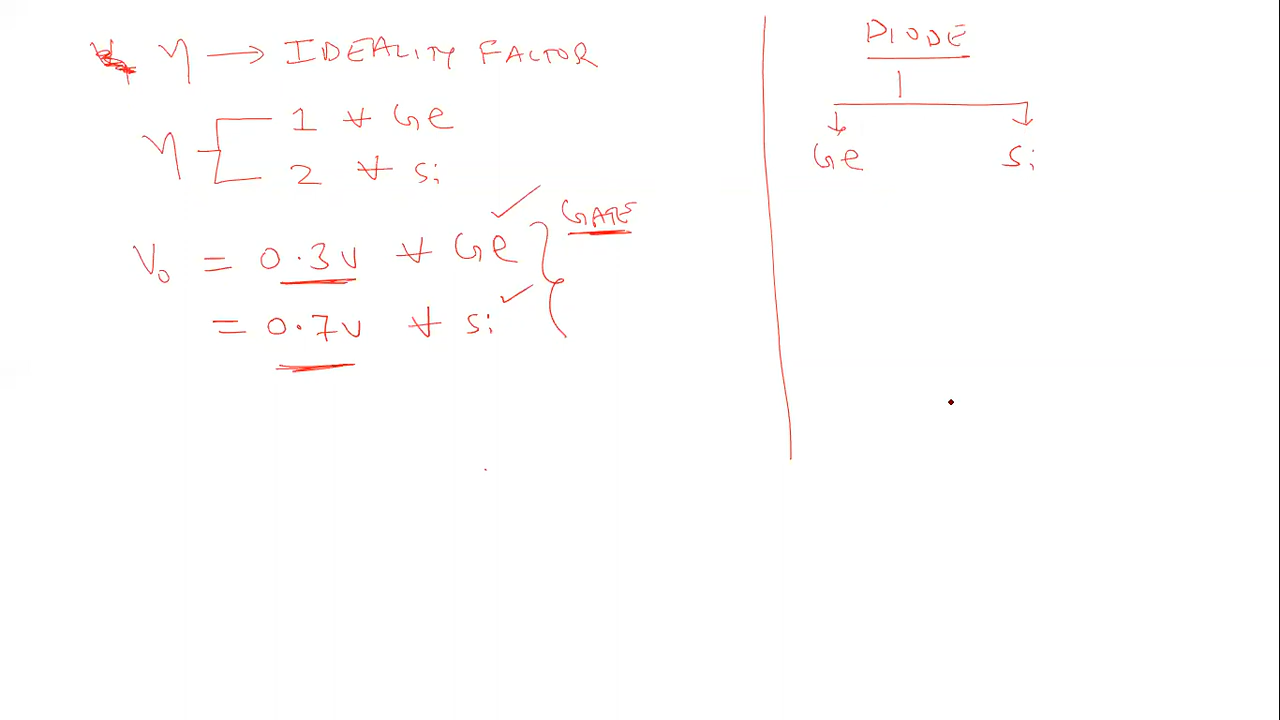 η → IDEALITY FACTOR
η 1 ∀ Ge
2 ∀ Si
V₀ = 0.3V ∀ Ge
= 0.7V ∀ Si
GATE
DIODE
Ge Si